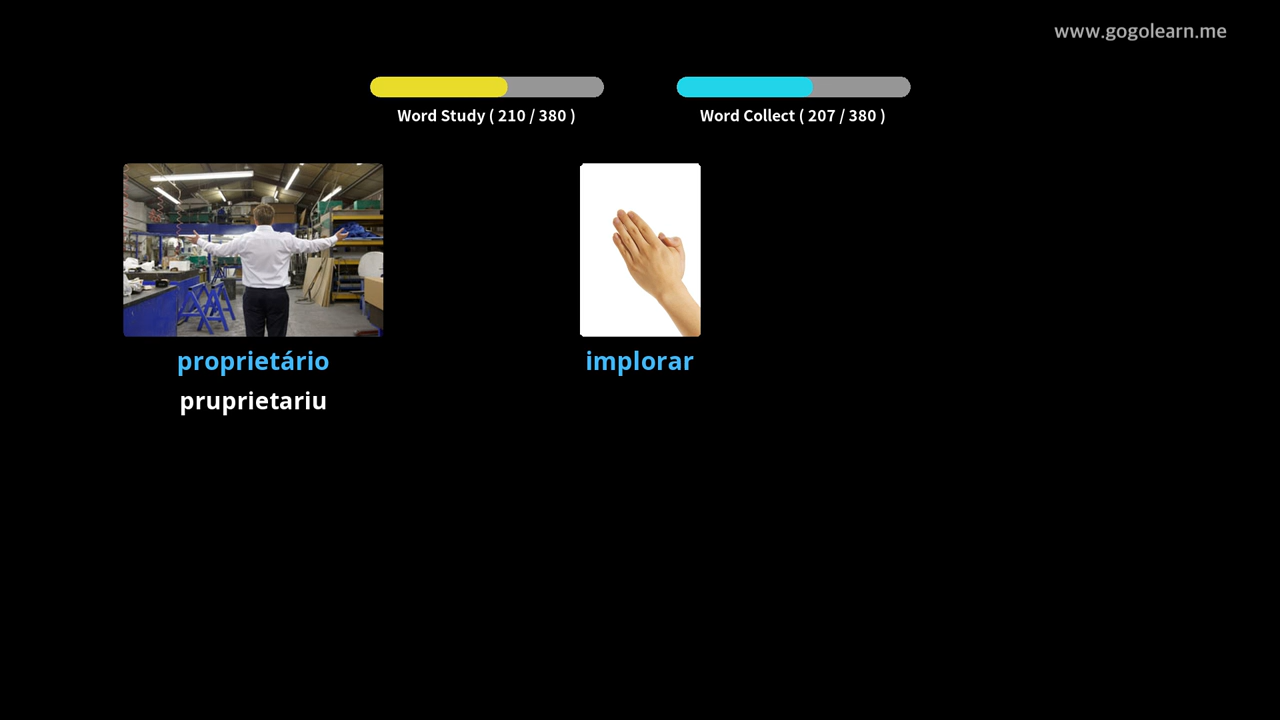 www.gogolearn.me
Word Study ( 210 / 380 )
Word Collect ( 207 / 380 )
proprietário
implorar
pruprietariu